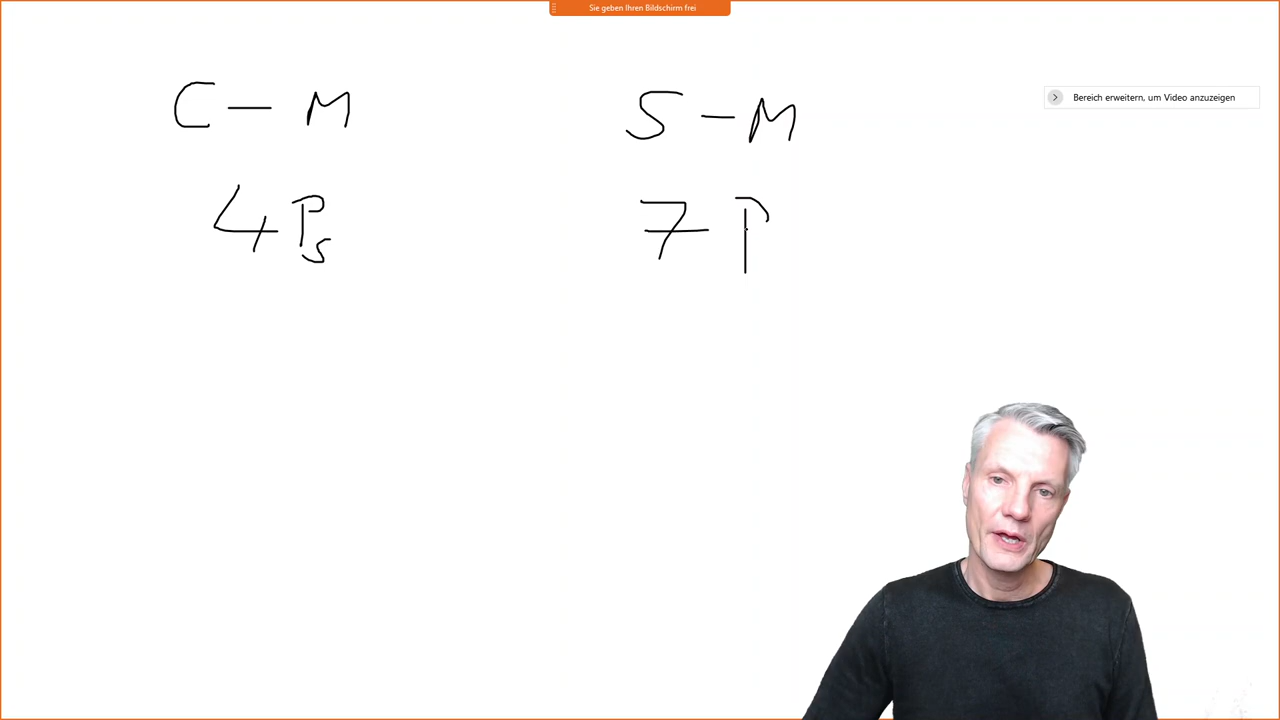 Sie geben Ihren Bildschirm frei
Bereich erweitern, um Video anzuzeigen
C – M
S – M
4 Ps
7 P